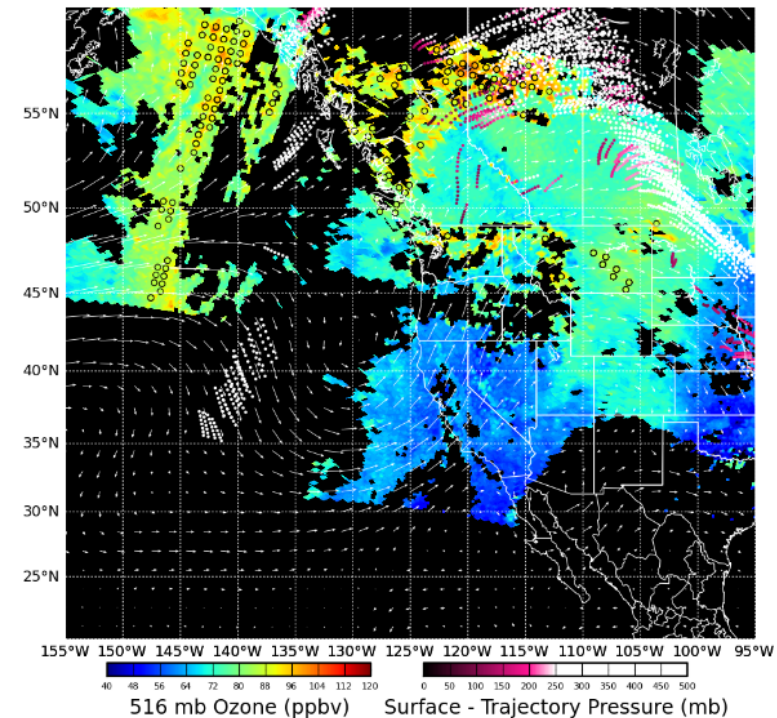 55°N
50°N
45°N
40°N
35°N
30°N
25°N
155°W 150°W 145°W 140°W 135°W 130°W 125°W 120°W 115°W 110°W 105°W 100°W 95°W
40 48 56 64 72 80 88 96 104 112 120
0 50 100 150 200 250 300 350 400 450 500
516 mb Ozone (ppbv)
Surface - Trajectory Pressure (mb)